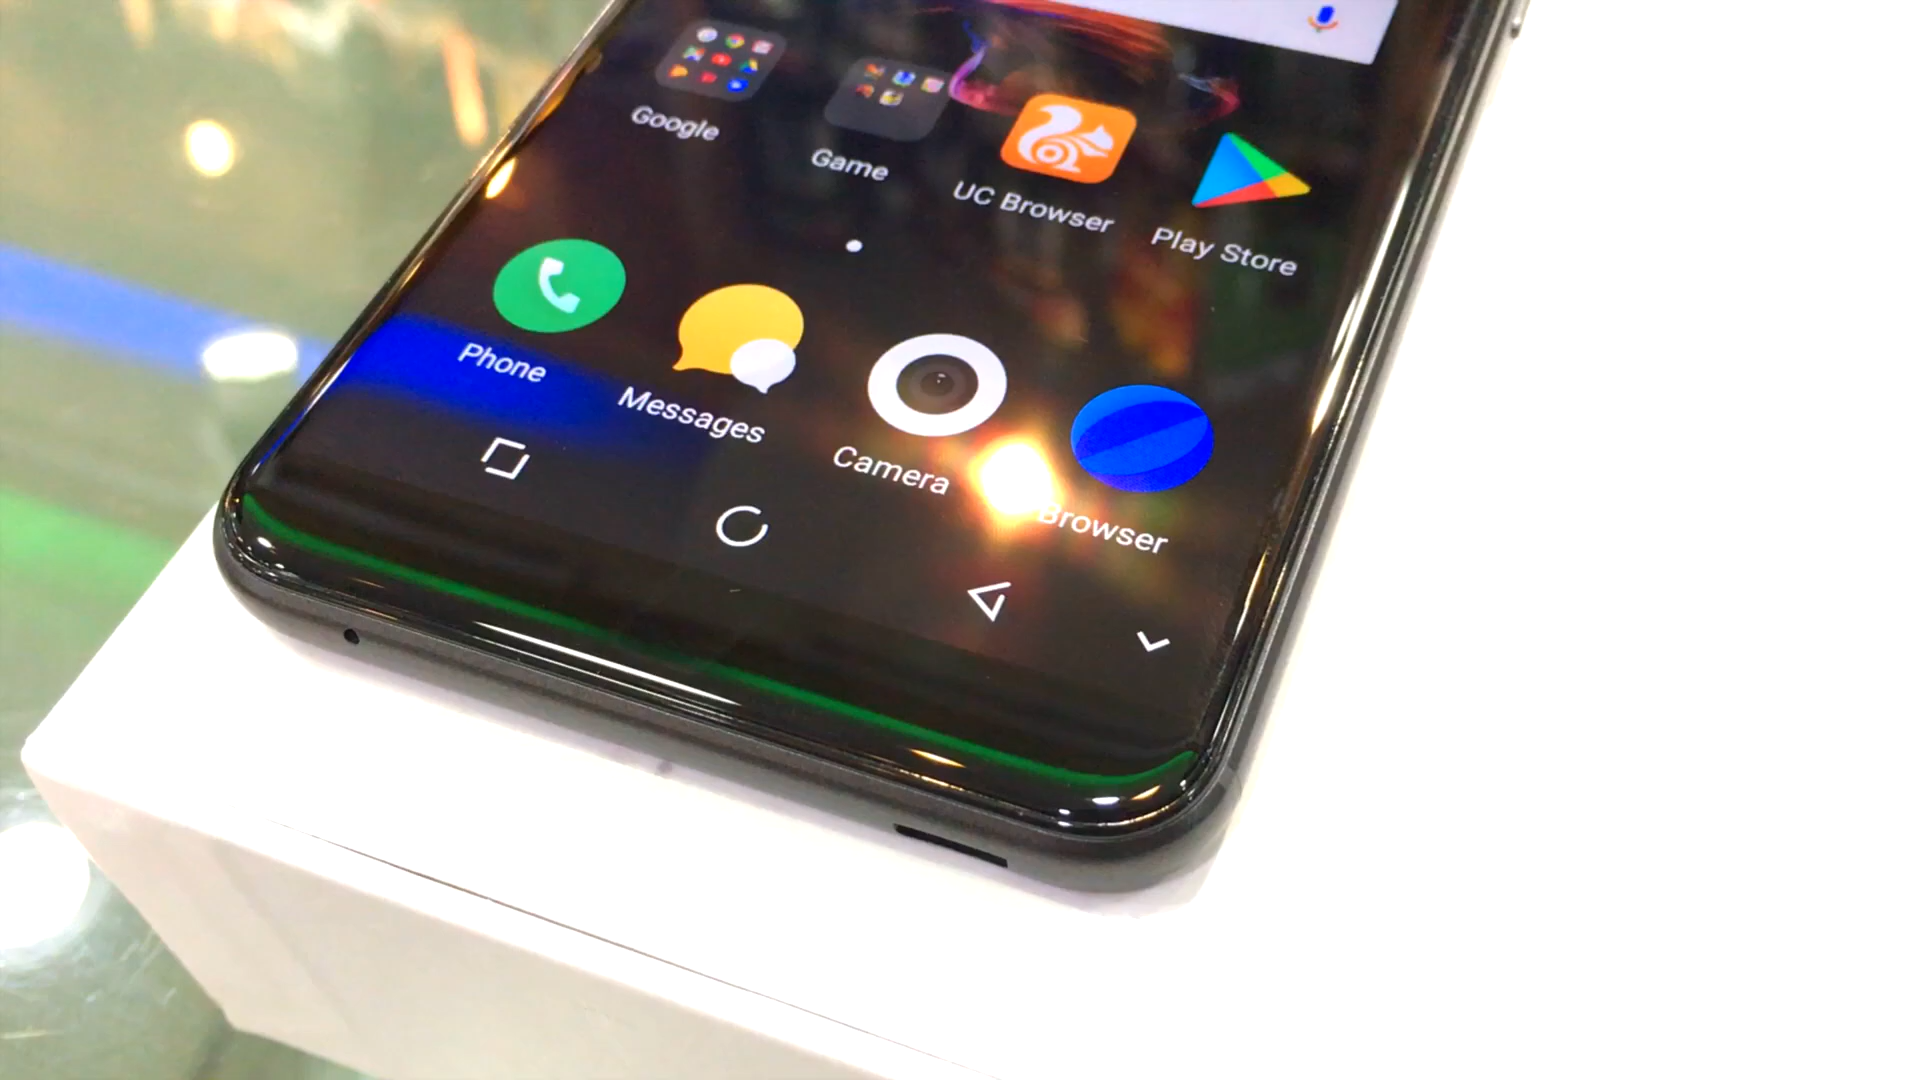 Google
Game
UC Browser
Play Store
Phone
Messages
Camera
Browser